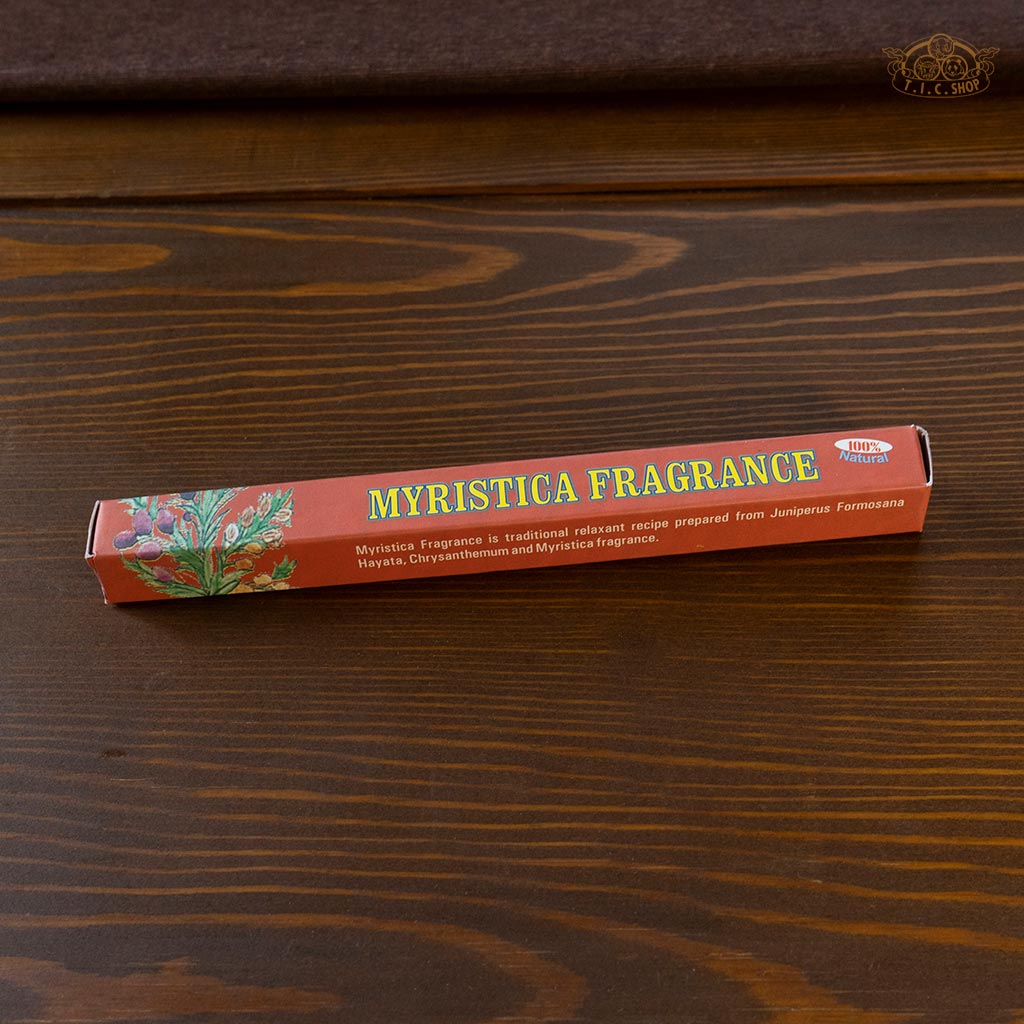 T.I.C. SHOP
100%
Natural
MYRISTICA FRAGRANCE
Myristica Fragrance is traditional relaxant recipe prepared from Juniperus Formosana
Hayata, Chrysanthemum and Myristica fragrance.